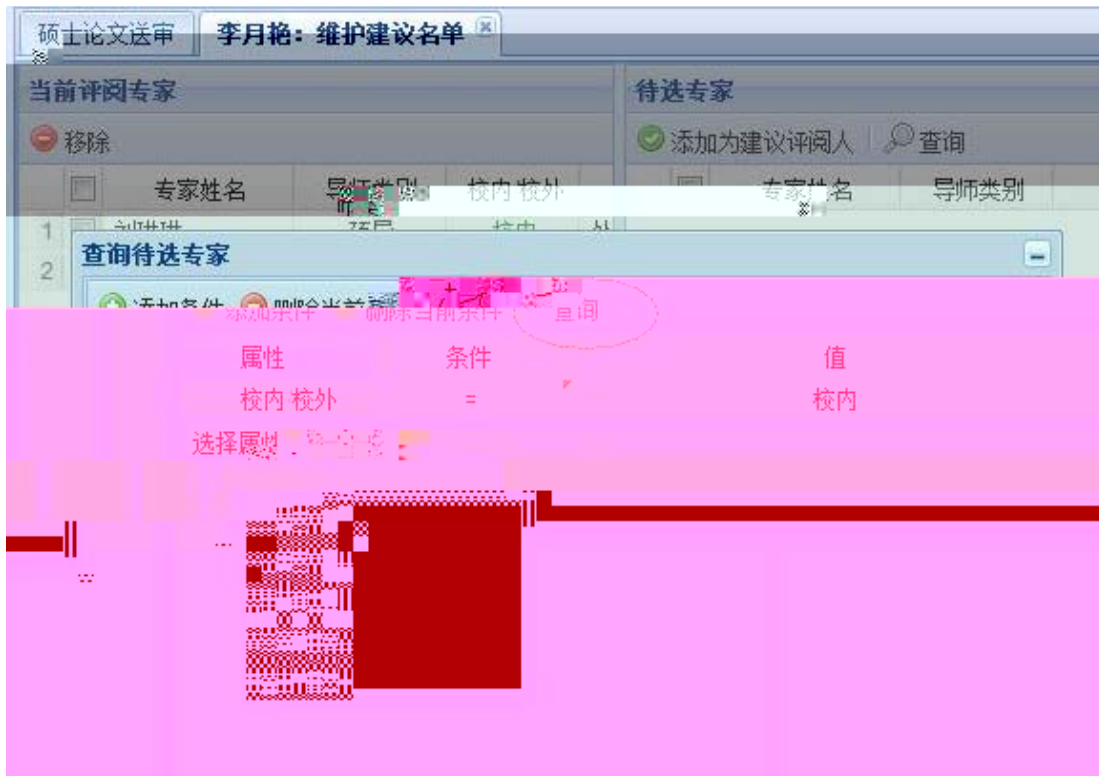 硕士论文送审 李月艳：维护建议名单
当前评阅专家 待选专家
移除 添加为建议评阅人 查询
专家姓名 导师类别 校内 校外 专家姓名 导师类别
1
2
查询待选专家
添加条件 删除当前条件 查询
属性 条件 值
校内 校外 = 校内
选择属性